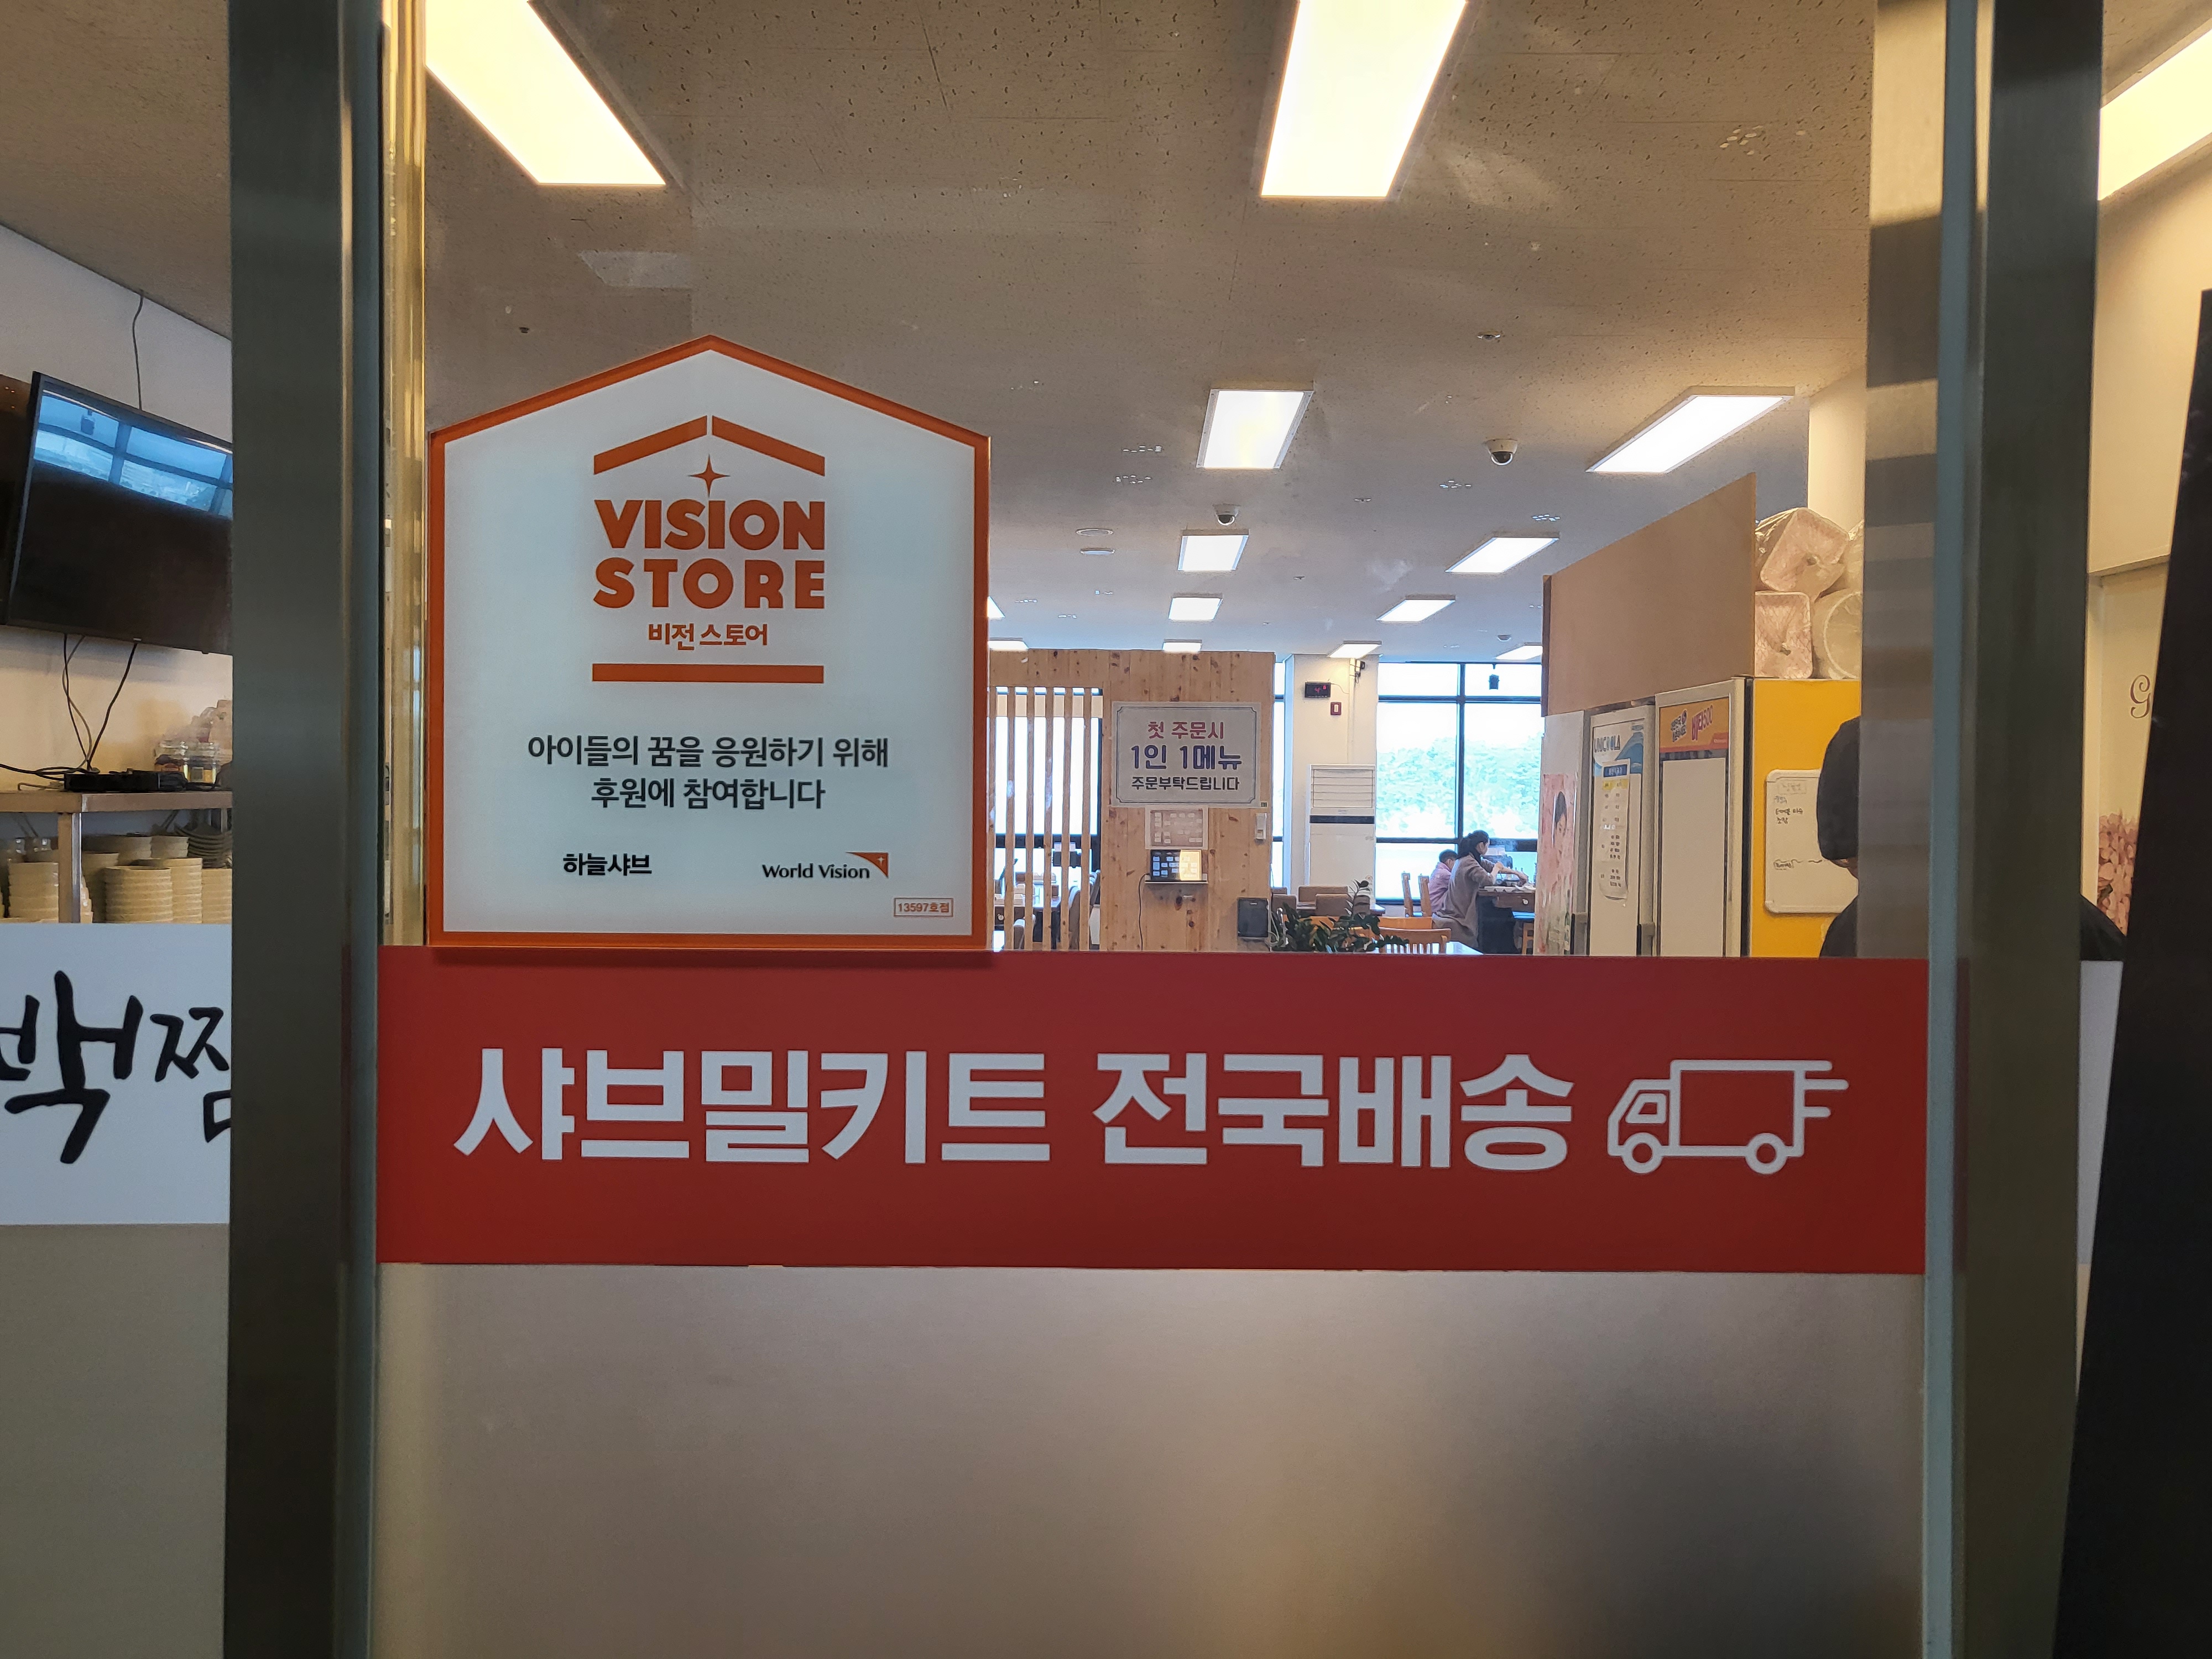 VISION
STORE
비전 스토어
아이들의 꿈을 응원하기 위해
후원에 참여합니다
하늘샤브
World Vision
13597호점
첫 주문시
1인 1메뉴
주문부탁드립니다
샤브밀키트 전국배송
백찜